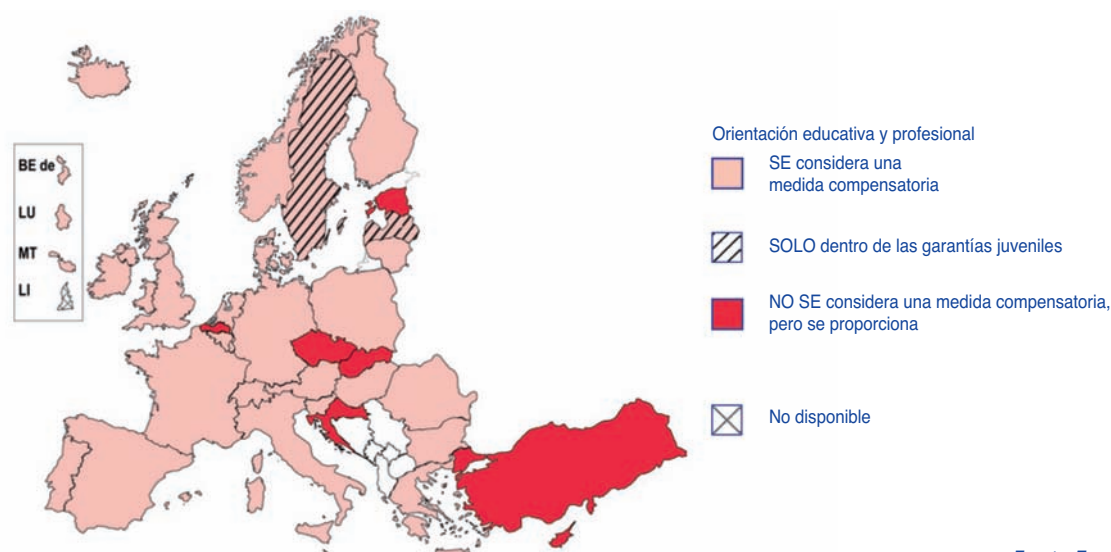 BE de
LU
MT
LI
Orientación educativa y profesional
SE considera una
medida compensatoria
SOLO dentro de las garantías juveniles
NO SE considera una medida compensatoria,
pero se proporciona
No disponible